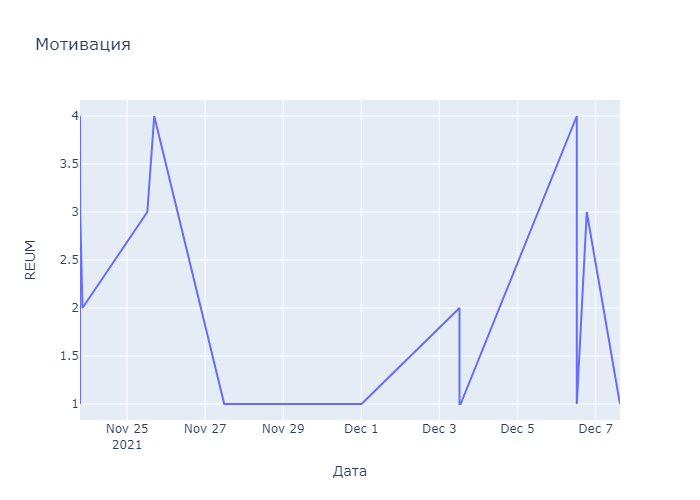 Мотивация
4
3.5
3
2.5
2
1.5
1
REUM
Nov 25
2021
Nov 27
Nov 29
Dec 1
Dec 3
Dec 5
Dec 7
Дата